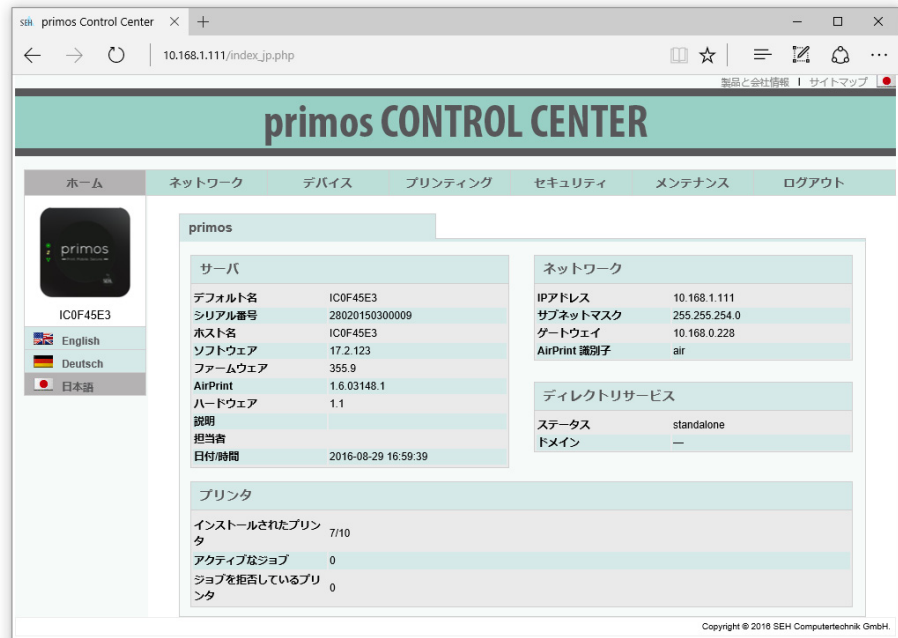 SEH primos Control Center
10.168.1.111/index_jp.php
製品と会社情報 | サイトマップ
primos CONTROL CENTER
ホーム ネットワーク デバイス プリンティング セキュリティ メンテナンス ログアウト
primos
IC0F45E3
English
Deutsch
日本語
primos
サーバ
デフォルト名 IC0F45E3
シリアル番号 28020150300009
ホスト名 IC0F45E3
ソフトウェア 17.2.123
ファームウェア 355.9
AirPrint 1.6.03148.1
ハードウェア 1.1
説明
担当者
日付/時間 2016-08-29 16:59:39
ネットワーク
IPアドレス 10.168.1.111
サブネットマスク 255.255.254.0
ゲートウェイ 10.168.0.228
AirPrint 識別子 air
ディレクトリサービス
ステータス standalone
ドメイン —
プリンタ
インストールされたプリン
タ 7/10
アクティブなジョブ 0
ジョブを拒否しているプリ
ンタ 0
Copyright © 2016 SEH Computertechnik GmbH.